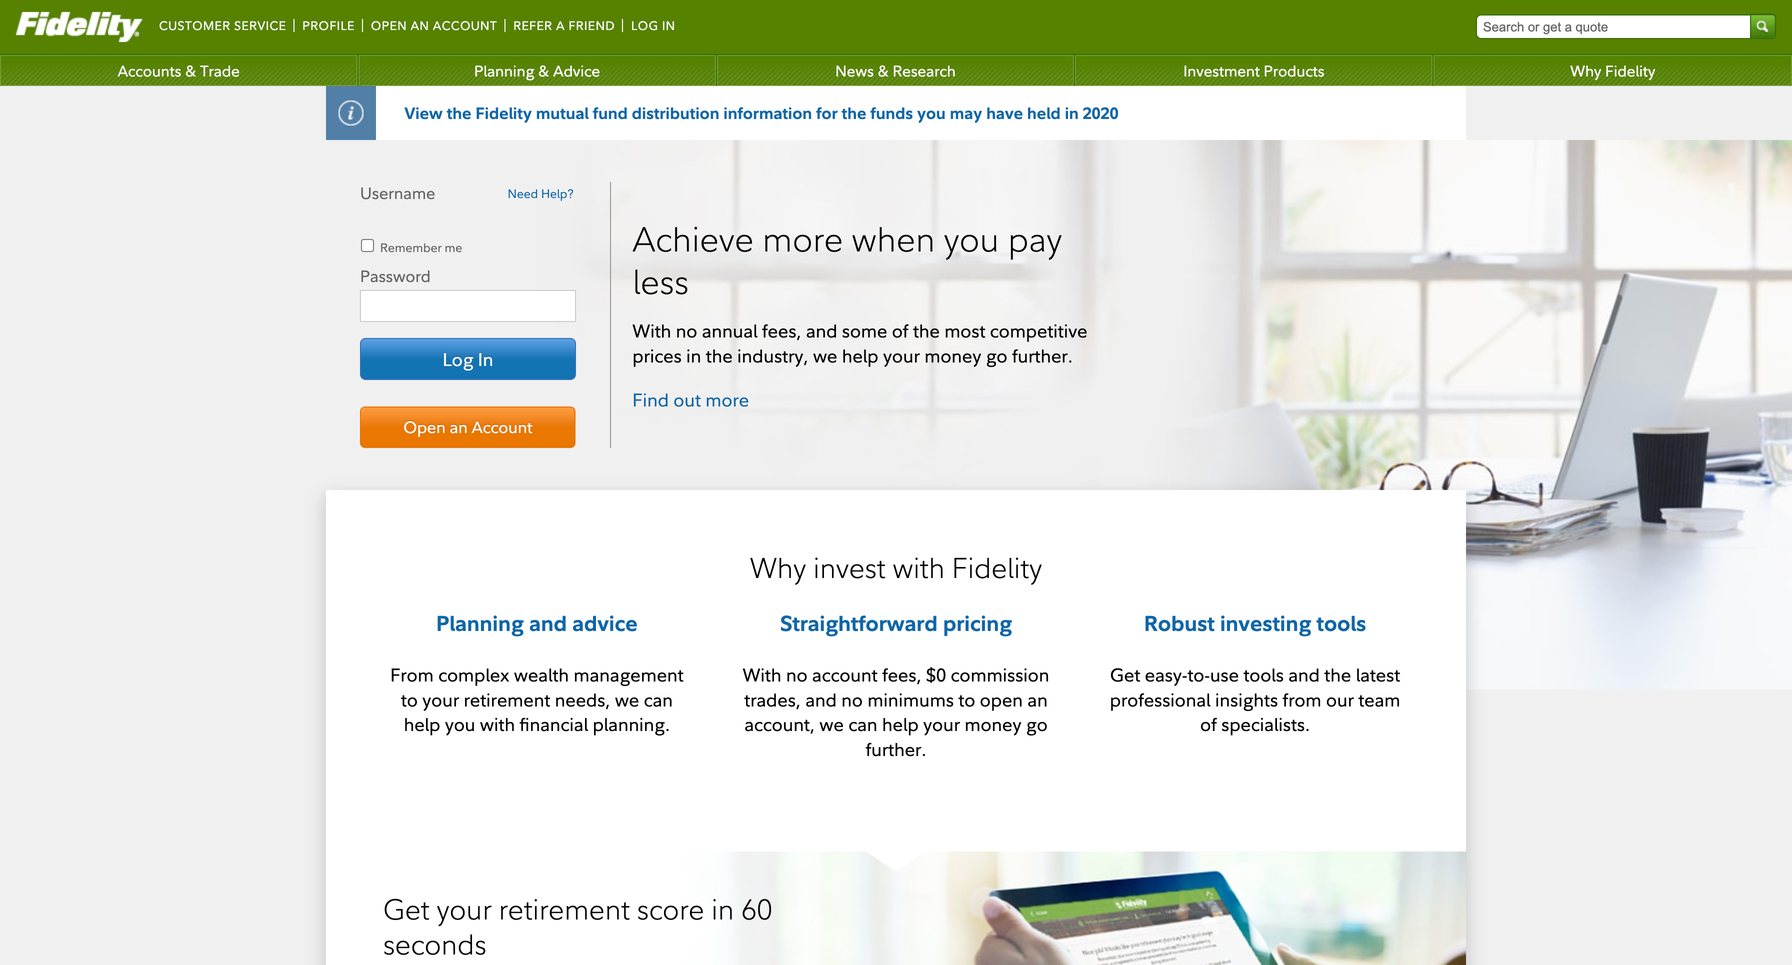 Fidelity
CUSTOMER SERVICE | PROFILE | OPEN AN ACCOUNT | REFER A FRIEND | LOG IN
Search or get a quote
Accounts & Trade
Planning & Advice
News & Research
Investment Products
Why Fidelity
View the Fidelity mutual fund distribution information for the funds you may have held in 2020
Username
Need Help?
Remember me
Password
Log In
Open an Account
Achieve more when you pay
less
With no annual fees, and some of the most competitive
prices in the industry, we help your money go further.
Find out more
Why invest with Fidelity
Planning and advice
From complex wealth management
to your retirement needs, we can
help you with financial planning.
Straightforward pricing
With no account fees, $0 commission
trades, and no minimums to open an
account, we can help your money go
further.
Robust investing tools
Get easy-to-use tools and the latest
professional insights from our team
of specialists.
Get your retirement score in 60
seconds
Fidelity